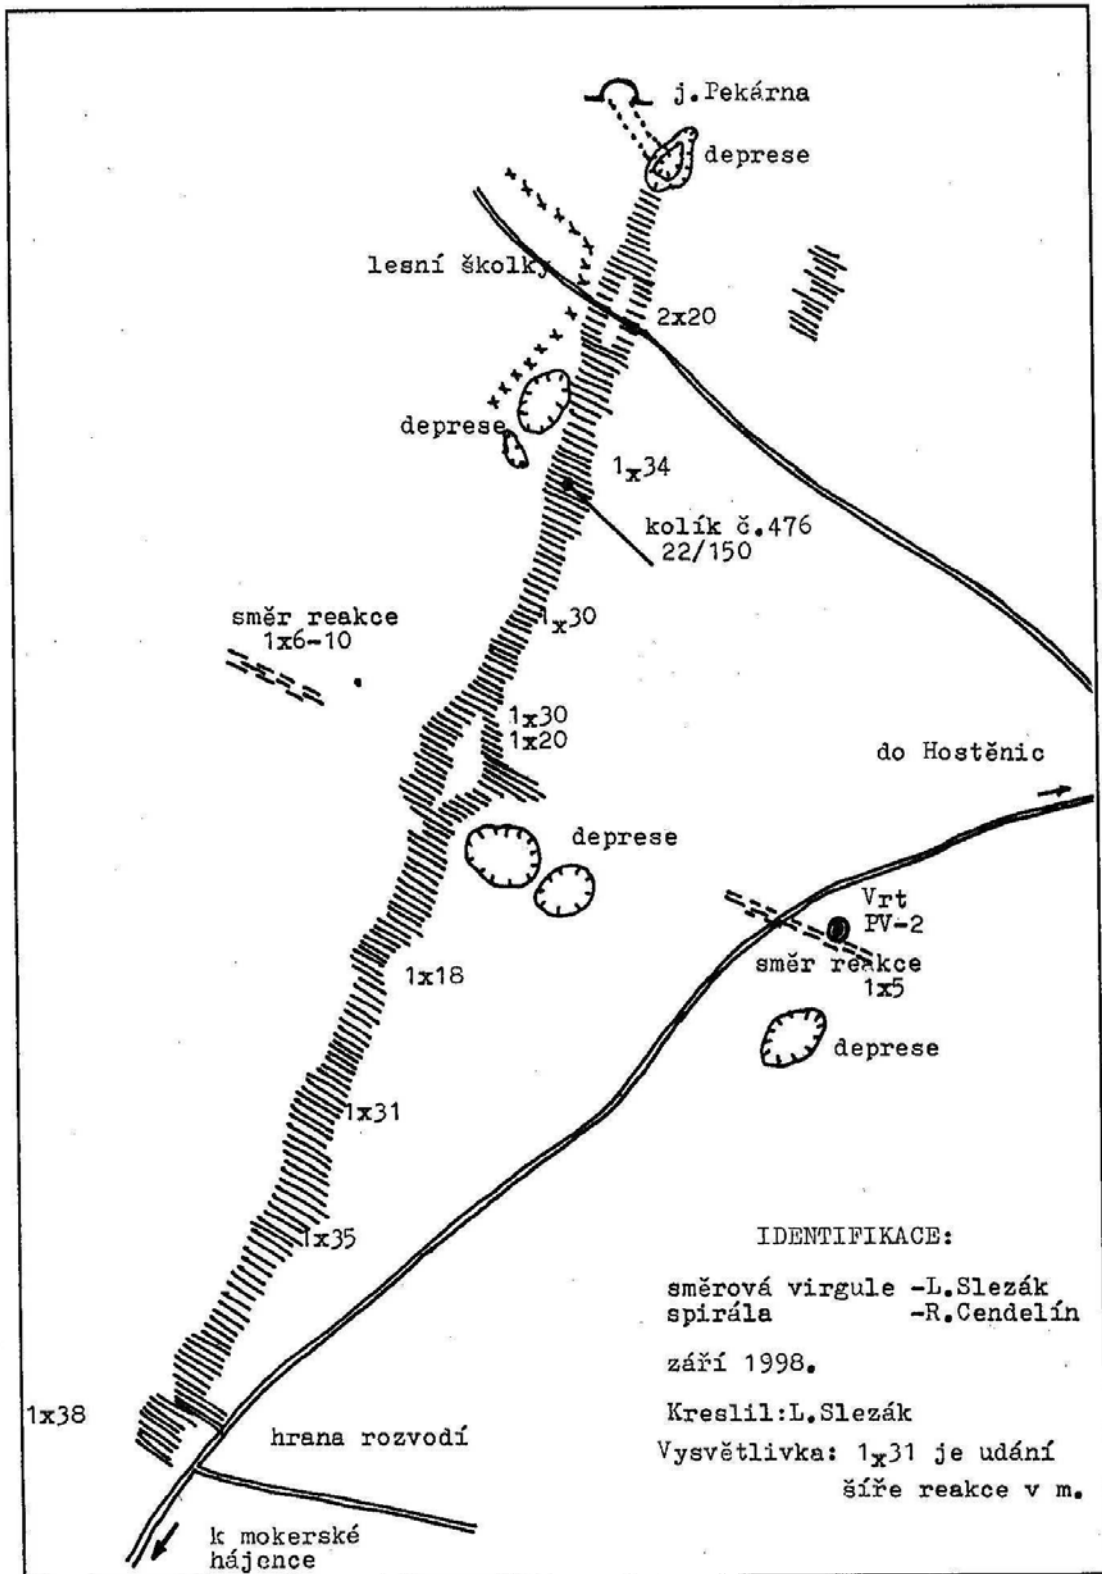 j.Pekárna
deprese
lesní školky
2x20
deprese
1x34
kolík č.476
22/150
1x30
směr reakce
1x6-10
1x30
1x20
do Hostěnic
deprese
Vrt
PV-2
směr reakce
1x5
1x18
deprese
1x31
1x35
IDENTIFIKACE:
směrová virgule -L.Slezák
spirála -R.Cendelín
září 1998.
1x38
Kreslil:L.Slezák
hrana rozvodí
Vysvětlivka: 1x31 je udání
šíře reakce v m.
k mokerské
hájence